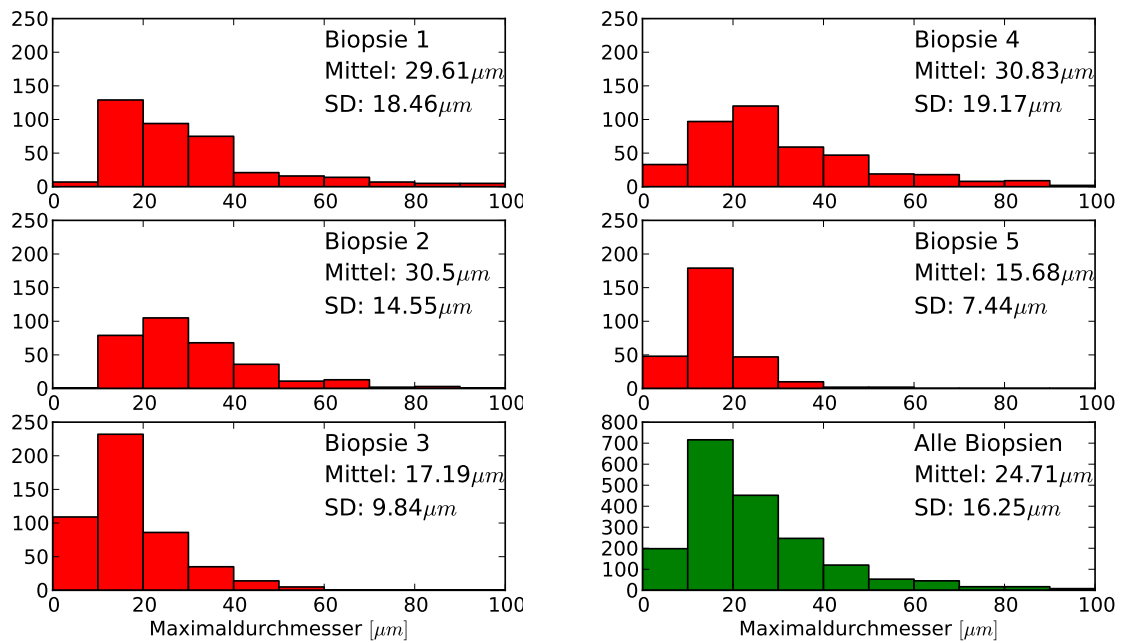 250
200
150
100
50
0
0 20 40 60 80 100
Biopsie 1
Mittel: 29.61μm
SD: 18.46μm
250
200
150
100
50
0
0 20 40 60 80 100
Biopsie 4
Mittel: 30.83μm
SD: 19.17μm
250
200
150
100
50
0
0 20 40 60 80 100
Biopsie 2
Mittel: 30.5μm
SD: 14.55μm
250
200
150
100
50
0
0 20 40 60 80 100
Biopsie 5
Mittel: 15.68μm
SD: 7.44μm
250
200
150
100
50
0
0 20 40 60 80 100
Biopsie 3
Mittel: 17.19μm
SD: 9.84μm
Maximaldurchmesser [μm]
800
700
600
500
400
300
200
100
0
0 20 40 60 80 100
Alle Biopsien
Mittel: 24.71μm
SD: 16.25μm
Maximaldurchmesser [μm]